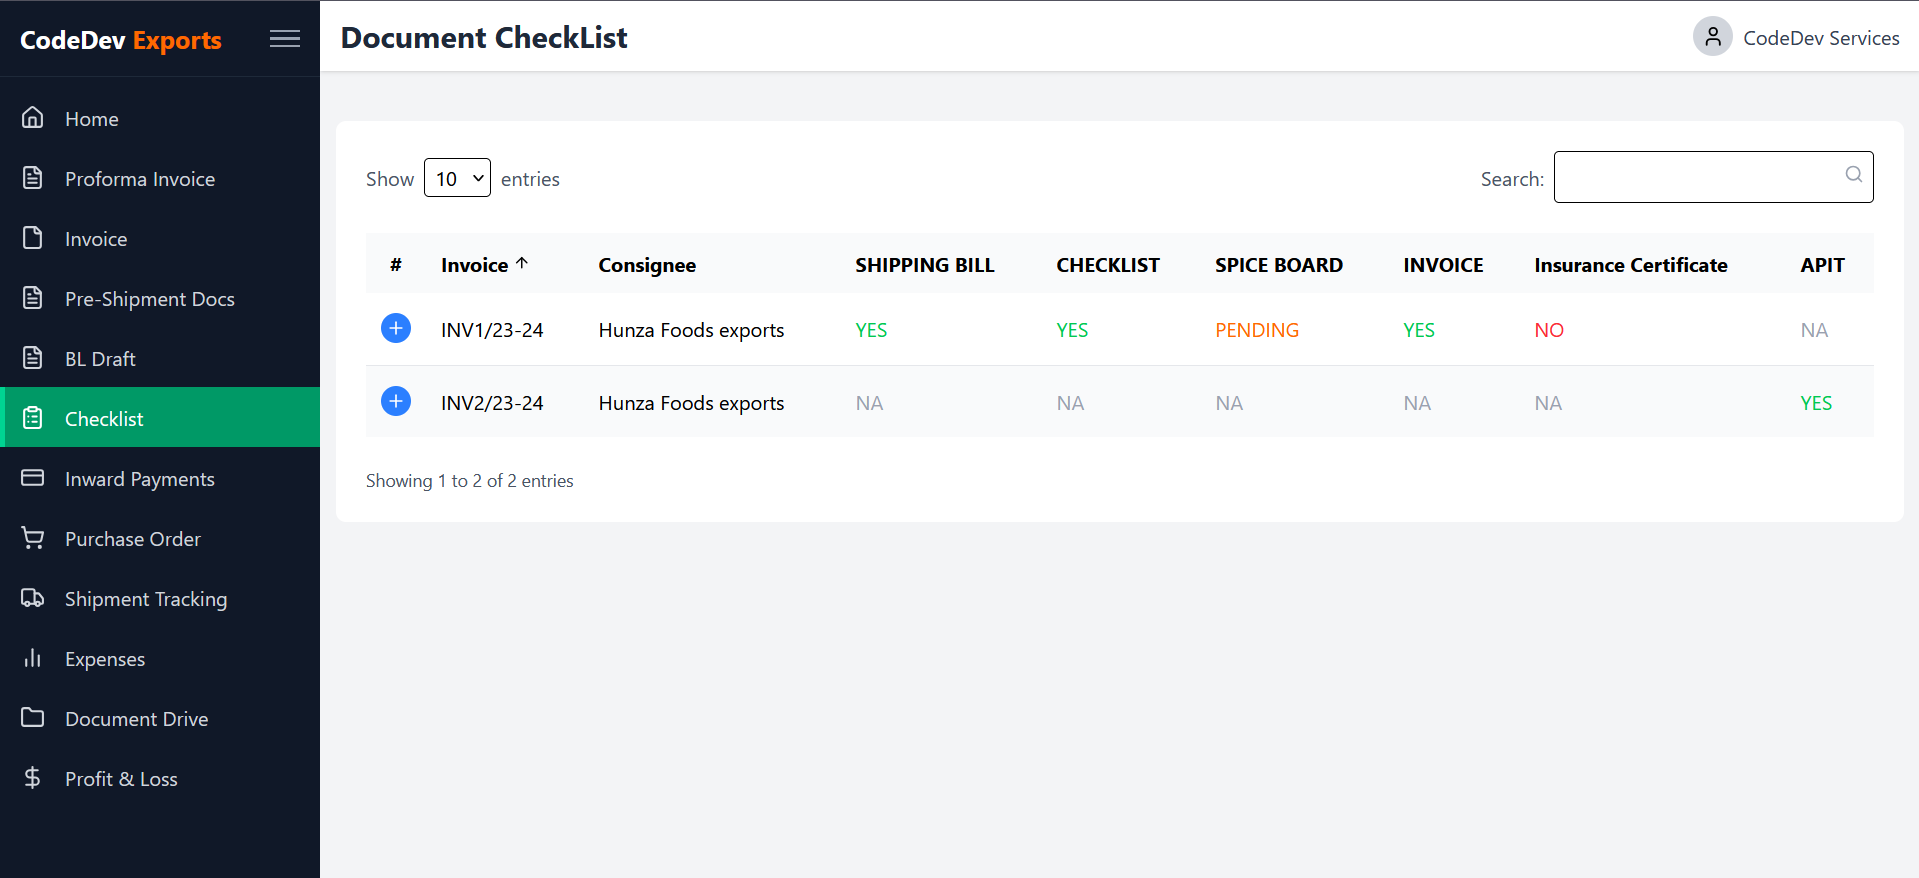 CodeDev Exports
Document CheckList
CodeDev Services
Home
Proforma Invoice
Invoice
Pre-Shipment Docs
BL Draft
Checklist
Inward Payments
Purchase Order
Shipment Tracking
Expenses
Document Drive
Profit & Loss
Show 10 entries
Search:
# Invoice Consignee SHIPPING BILL CHECKLIST SPICE BOARD INVOICE Insurance Certificate APIT
INV1/23-24 Hunza Foods exports YES YES PENDING YES NO NA
INV2/23-24 Hunza Foods exports NA NA NA NA NA YES
Showing 1 to 2 of 2 entries